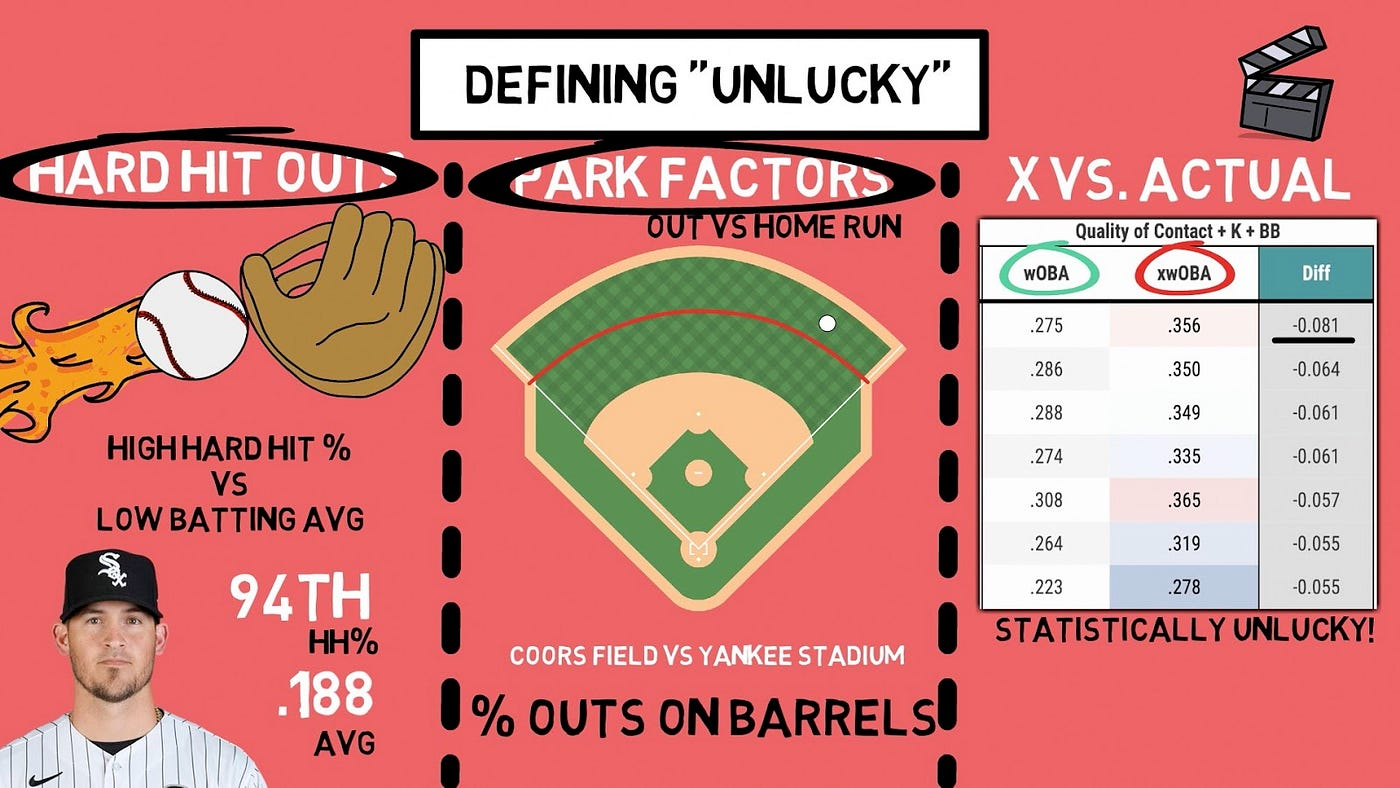 DEFINING "UNLUCKY"
HARD HIT OUTS
HIGH HARD HIT %
VS
LOW BATTING AVG
Sox
94TH
HH%
.188
AVG
PARK FACTORS
OUT VS HOME RUN
COORS FIELD VS YANKEE STADIUM
% OUTS ON BARRELS
X VS. ACTUAL
Quality of Contact + K + BB
wOBA xwOBA Diff
.275 .356 -0.081
.286 .350 -0.064
.288 .349 -0.061
.274 .335 -0.061
.308 .365 -0.057
.264 .319 -0.055
.223 .278 -0.055
STATISTICALLY UNLUCKY!